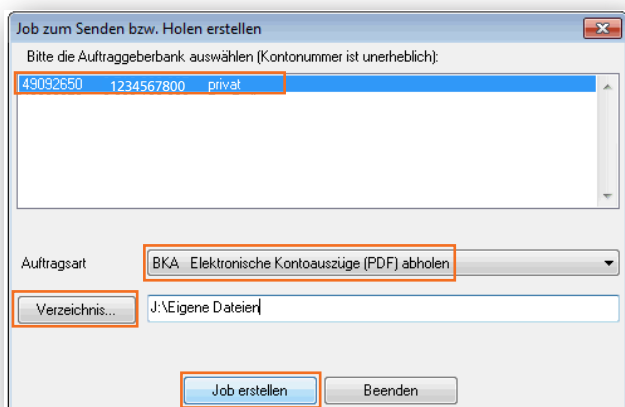 Job zum Senden bzw. Holen erstellen
Bitte die Auftraggeberbank auswählen (Kontonummer ist unerheblich):
49092650 1234567800 privat
Auftragsart BKA Elektronische Kontoauszüge (PDF) abholen
Verzeichnis... J:\Eigene Dateien
Job erstellen Beenden